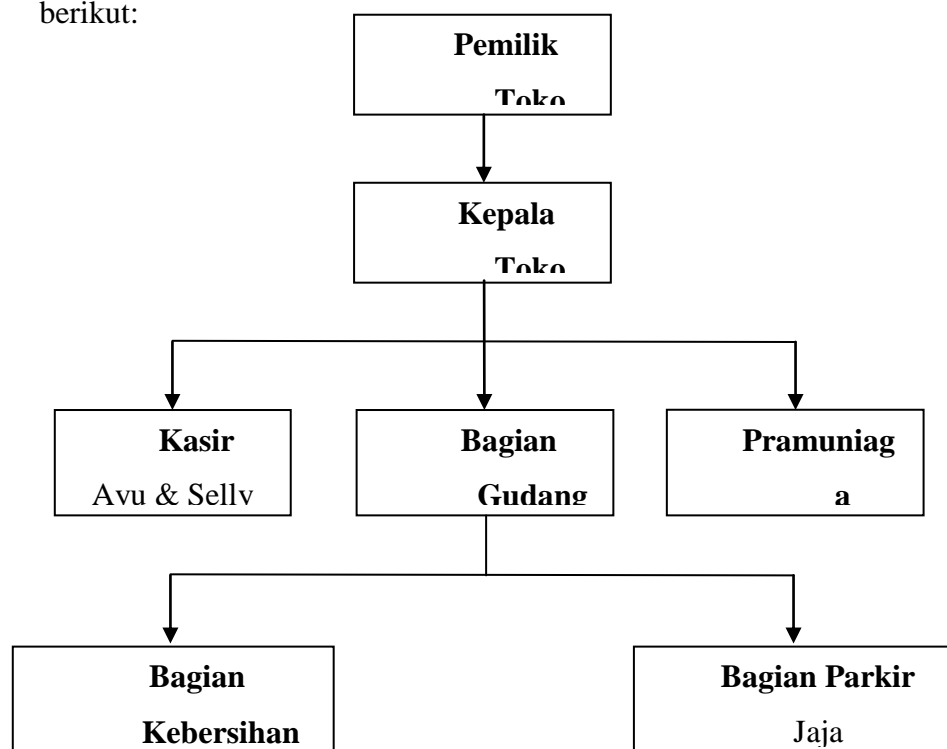 berikut:
Pemilik
Toko
Kepala
Toko
Kasir
Ayu & Selly
Bagian
Gudang
Pramuniag
a
Bagian
Kebersihan
Bagian Parkir
Jaja